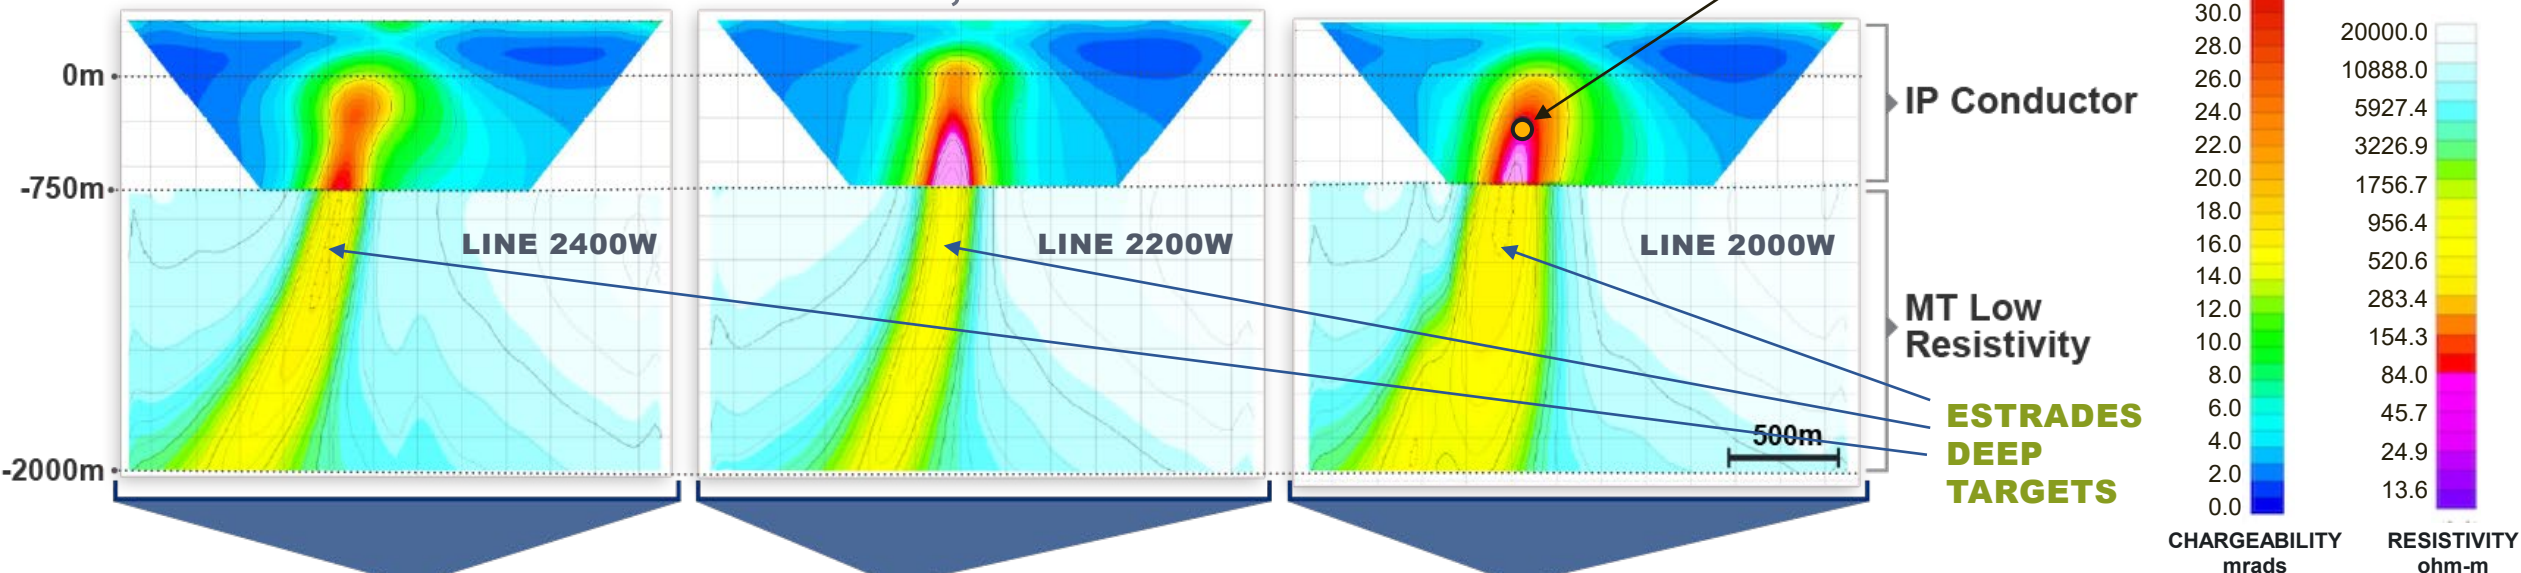 0m
-750m
-2000m
LINE 2400W
LINE 2200W
LINE 2000W
500m
IP Conductor
MT Low
Resistivity
ESTRADES
DEEP
TARGETS
30.0
28.0
26.0
24.0
22.0
20.0
18.0
16.0
14.0
12.0
10.0
8.0
6.0
4.0
2.0
0.0
CHARGEABILITY
mrads
20000.0
10888.0
5927.4
3226.9
1756.7
956.4
520.6
283.4
154.3
84.0
45.7
24.9
13.6
RESISTIVITY
ohm-m